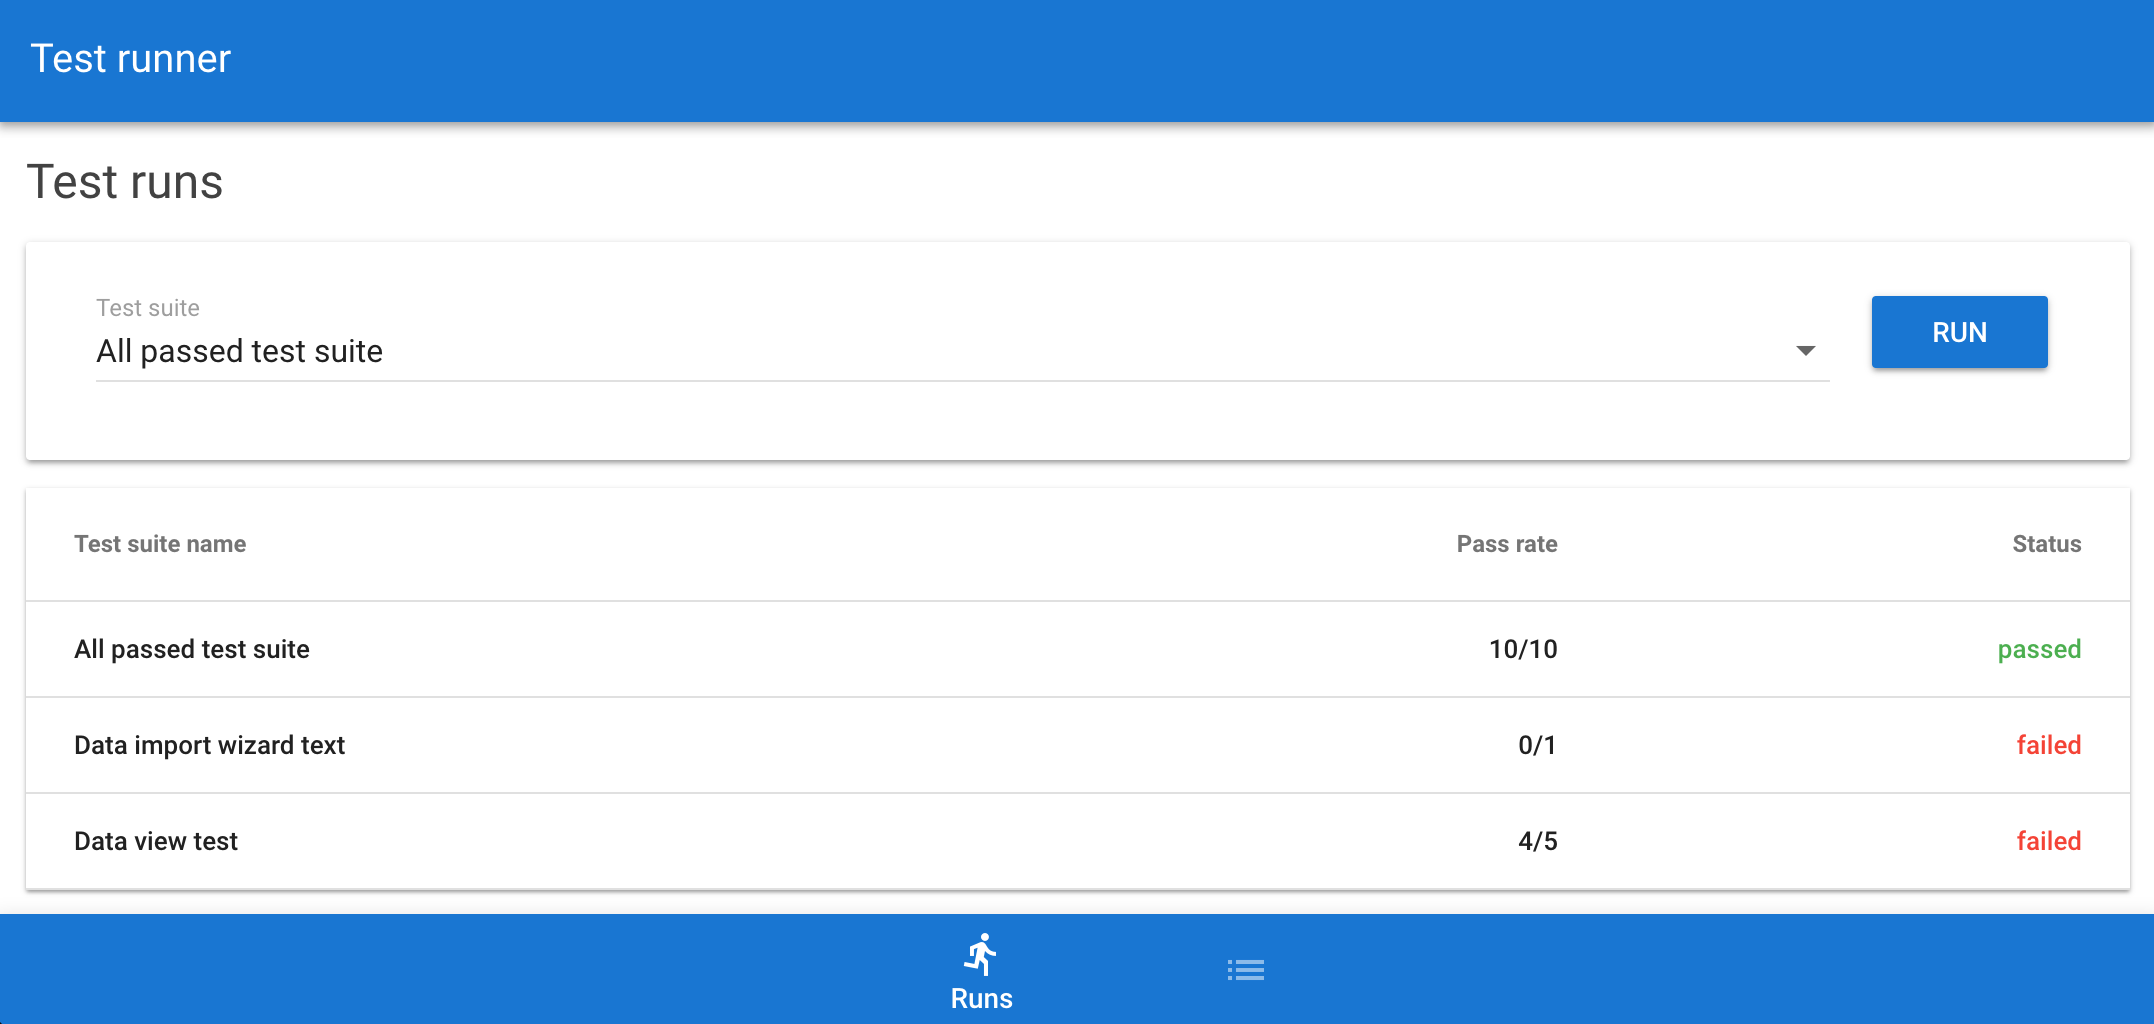 Test runner
Test runs
Test suite
All passed test suite
RUN
Test suite name Pass rate Status
All passed test suite 10/10 passed
Data import wizard text 0/1 failed
Data view test 4/5 failed
Runs